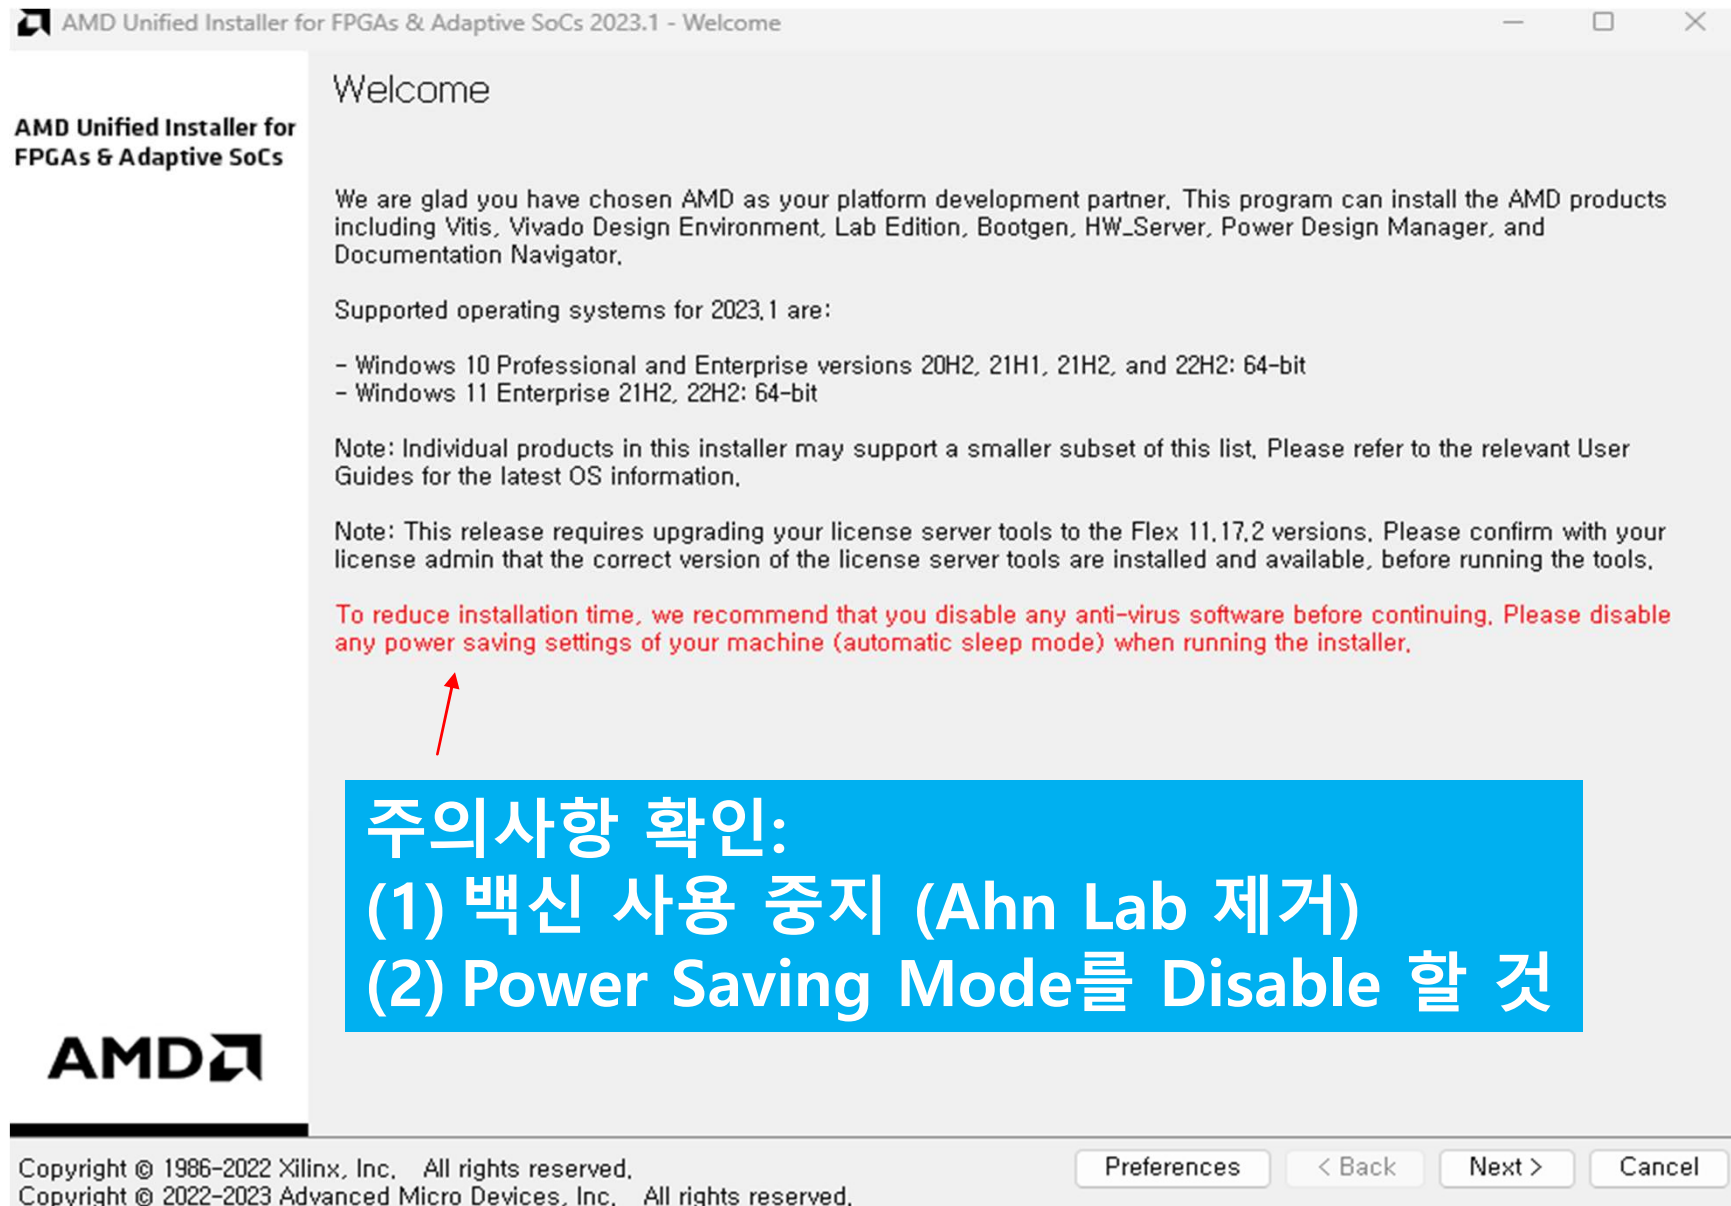 AMD Unified Installer for FPGAs & Adaptive SoCs 2023.1 - Welcome
Welcome
AMD Unified Installer for
FPGAs & Adaptive SoCs
We are glad you have chosen AMD as your platform development partner. This program can install the AMD products
including Vitis, Vivado Design Environment, Lab Edition, Bootgen, HW_Server, Power Design Manager, and
Documentation Navigator.
Supported operating systems for 2023.1 are:
- Windows 10 Professional and Enterprise versions 20H2, 21H1, 21H2, and 22H2: 64-bit
- Windows 11 Enterprise 21H2, 22H2: 64-bit
Note: Individual products in this installer may support a smaller subset of this list. Please refer to the relevant User
Guides for the latest OS information.
Note: This release requires upgrading your license server tools to the Flex 11.17.2 versions. Please confirm with your
license admin that the correct version of the license server tools are installed and available, before running the tools.
To reduce installation time, we recommend that you disable any anti-virus software before continuing. Please disable
any power saving settings of your machine (automatic sleep mode) when running the installer.
주의사항 확인:
(1) 백신 사용 중지 (Ahn Lab 제거)
(2) Power Saving Mode를 Disable 할 것
AMD
Copyright © 1986-2022 Xilinx, Inc. All rights reserved.
Copyright © 2022-2023 Advanced Micro Devices, Inc. All rights reserved.
Preferences < Back Next > Cancel